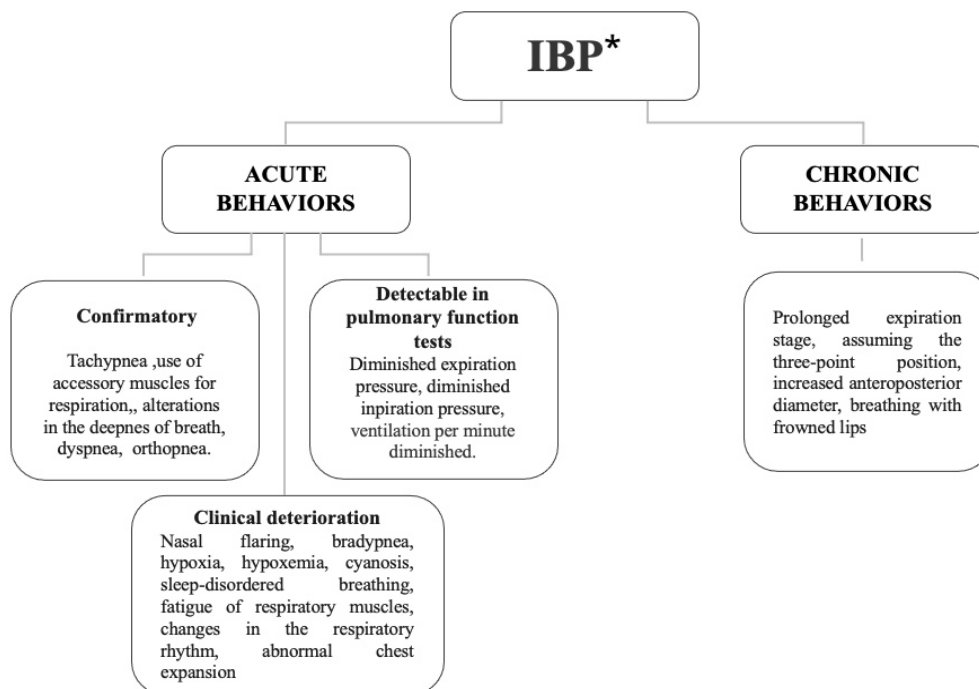 IBP*
ACUTE
BEHAVIORS
CHRONIC
BEHAVIORS
Confirmatory
Tachypnea ,use of
accessory muscles for
respiration,, alterations
in the deepnes of breath,
dyspnea, orthopnea.
Detectable in
pulmonary function
tests
Diminished expiration
pressure, diminished
inpiration pressure,
ventilation per minute
diminished.
Prolonged expiration
stage, assuming the
three-point position,
increased anteroposterior
diameter, breathing with
frowned lips
Clinical deterioration
Nasal flaring, bradypnea,
hypoxia, hypoxemia, cyanosis,
sleep-disordered breathing,
fatigue of respiratory muscles,
changes in the respiratory
rhythm, abnormal chest
expansion